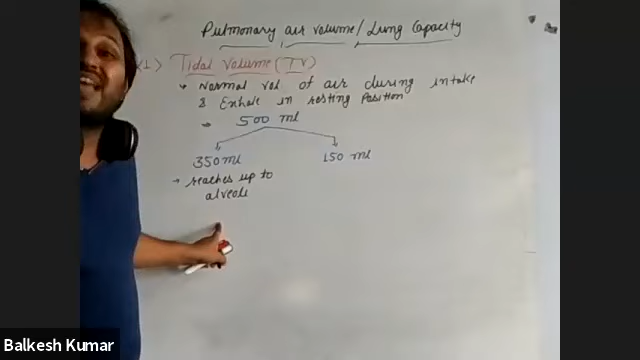 Pulmonary air volume/Lung Capacity
1) Tidal Volume (TV)
Normal vol of air during intake
& Exhale in resting Position
→ 500 ml
350 ml 150 ml
→ reaches up to
alveoli
Balkesh Kumar